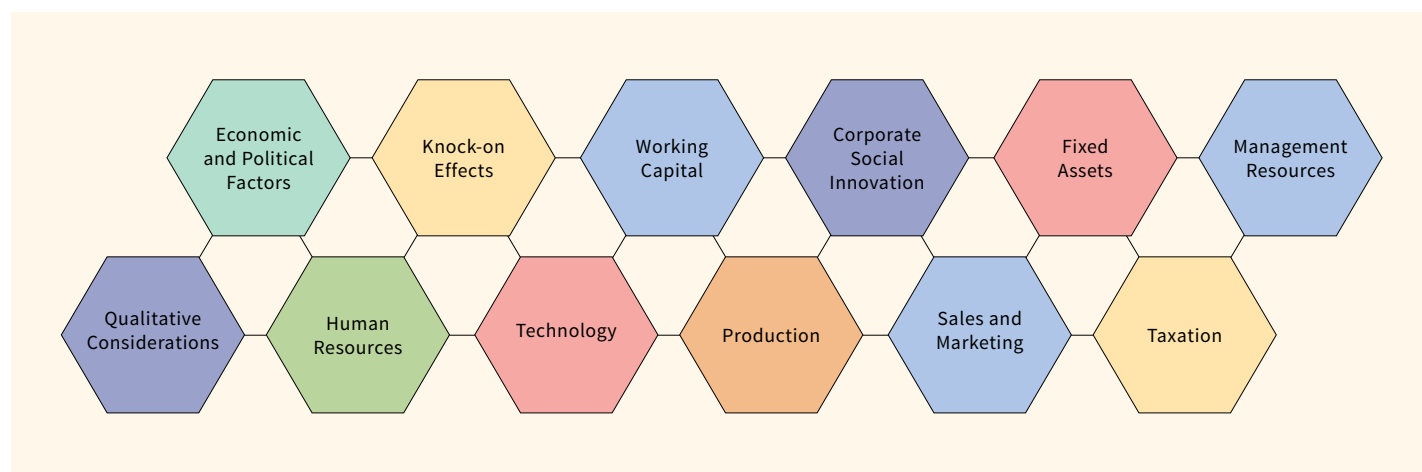 Economic
and Political
Factors
Knock-on
Effects
Working
Capital
Corporate
Social
Innovation
Fixed
Assets
Management
Resources
Qualitative
Considerations
Human
Resources
Technology
Production
Sales and
Marketing
Taxation